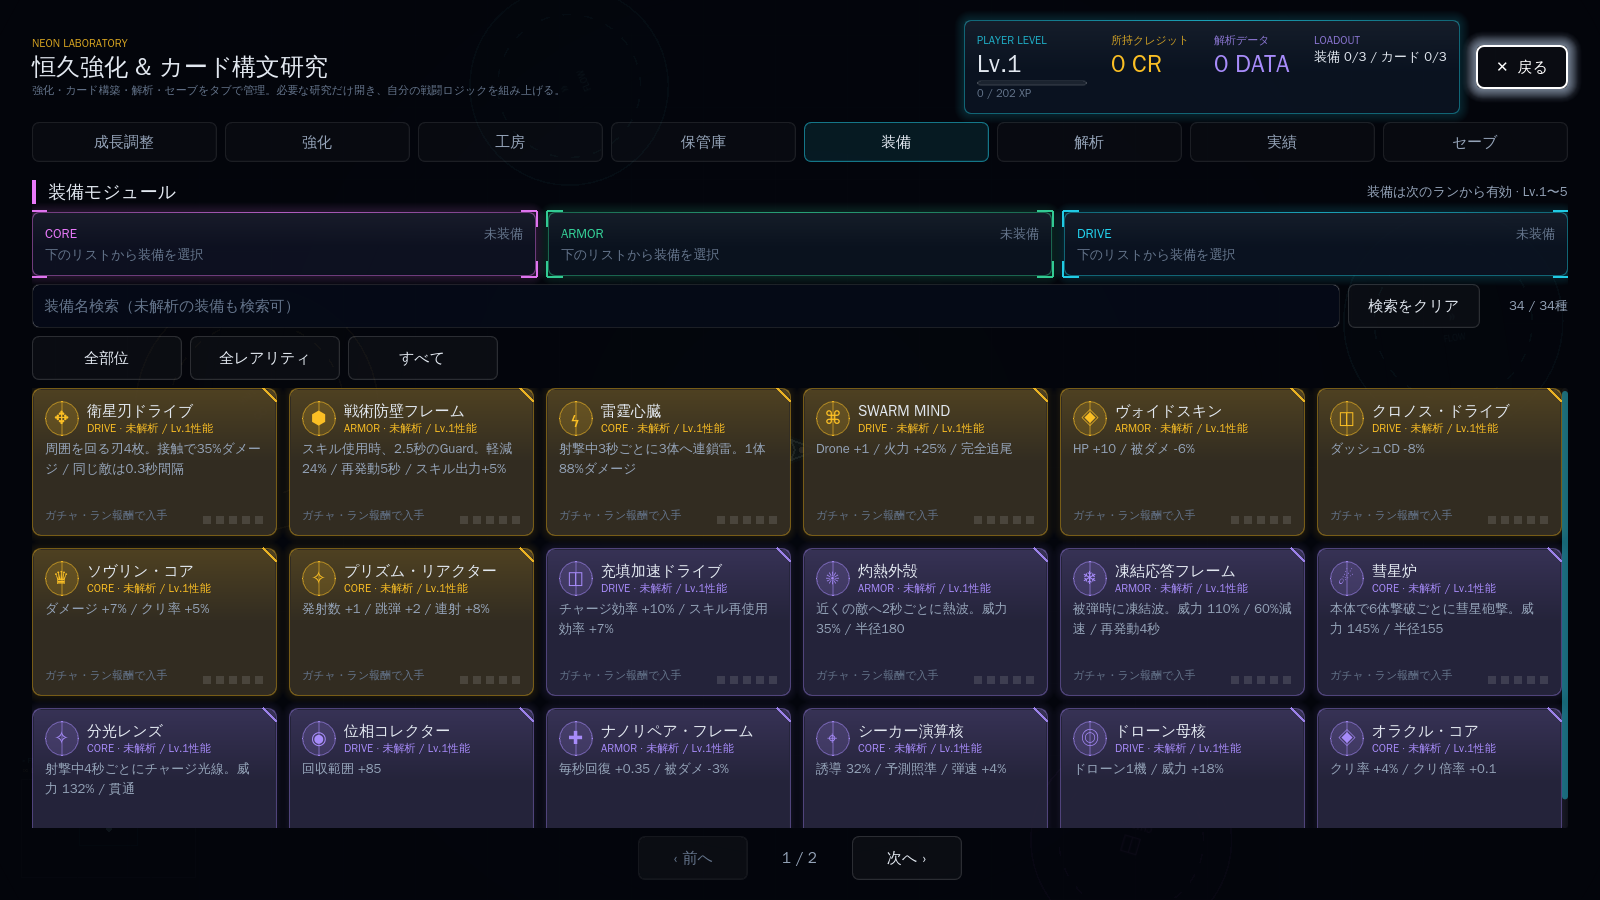 NEON LABORATORY
恒久強化 & カード構文研究
強化・カード構築・解析・セーブをタブで管理。必要な研究だけ開き、自分の戦闘ロジックを組み上げる。
PLAYER LEVEL
Lv.1
0 / 202 XP
所持クレジット
0 CR
解析データ
0 DATA
LOADOUT
装備 0/3 / カード 0/3
✕ 戻る
成長調整
強化
工房
保管庫
装備
解析
実績
セーブ
装備モジュール
装備は次のランから有効・Lv.1〜5
CORE
未装備
下のリストから装備を選択
ARMOR
未装備
下のリストから装備を選択
DRIVE
未装備
下のリストから装備を選択
装備名検索（未解析の装備も検索可）
検索をクリア
34 / 34種
全部位
全レアリティ
すべて
衛星刃ドライブ
DRIVE · 未解析 / Lv.1性能
周囲を回る刃4枚。接触で35%ダメー
ジ / 同じ敵は0.3秒間隔
ガチャ・ラン報酬で入手
戦術防壁フレーム
ARMOR · 未解析 / Lv.1性能
スキル使用時、2.5秒のGuard。軽減
24% / 再発動5秒 / スキル出力+5%
ガチャ・ラン報酬で入手
雷霆心臓
CORE · 未解析 / Lv.1性能
射撃中3秒ごとに3体へ連鎖雷。1体
88%ダメージ
ガチャ・ラン報酬で入手
SWARM MIND
DRIVE · 未解析 / Lv.1性能
Drone +1 / 火力 +25% / 完全追尾
ガチャ・ラン報酬で入手
ヴォイドスキン
ARMOR · 未解析 / Lv.1性能
HP +10 / 被ダメ -6%
ガチャ・ラン報酬で入手
クロノス・ドライブ
DRIVE · 未解析 / Lv.1性能
ダッシュCD -8%
ガチャ・ラン報酬で入手
ソヴリン・コア
CORE · 未解析 / Lv.1性能
ダメージ +7% / クリ率 +5%
ガチャ・ラン報酬で入手
プリズム・リアクター
CORE · 未解析 / Lv.1性能
発射数 +1 / 跳弾 +2 / 連射 +8%
ガチャ・ラン報酬で入手
充填加速ドライブ
DRIVE · 未解析 / Lv.1性能
チャージ効率 +10% / スキル再使用
効率 +7%
ガチャ・ラン報酬で入手
灼熱外殻
ARMOR · 未解析 / Lv.1性能
近くの敵へ2秒ごとに熱波。威力
35% / 半径180
ガチャ・ラン報酬で入手
凍結応答フレーム
ARMOR · 未解析 / Lv.1性能
被弾時に凍結波。威力 110% / 60%減
速 / 再発動4秒
ガチャ・ラン報酬で入手
彗星炉
CORE · 未解析 / Lv.1性能
本体で6体撃破ごとに彗星砲撃。威
力 145% / 半径155
ガチャ・ラン報酬で入手
分光レンズ
CORE · 未解析 / Lv.1性能
射撃中4秒ごとにチャージ光線。威
力 132% / 貫通
位相コレクター
DRIVE · 未解析 / Lv.1性能
回収範囲 +85
ナノリペア・フレーム
ARMOR · 未解析 / Lv.1性能
毎秒回復 +0.35 / 被ダメ -3%
シーカー演算核
CORE · 未解析 / Lv.1性能
誘導 32% / 予測照準 / 弾速 +4%
ドローン母核
DRIVE · 未解析 / Lv.1性能
ドローン1機 / 威力 +18%
オラクル・コア
CORE · 未解析 / Lv.1性能
クリ率 +4% / クリ倍率 +0.1
‹ 前へ
1 / 2
次へ ›